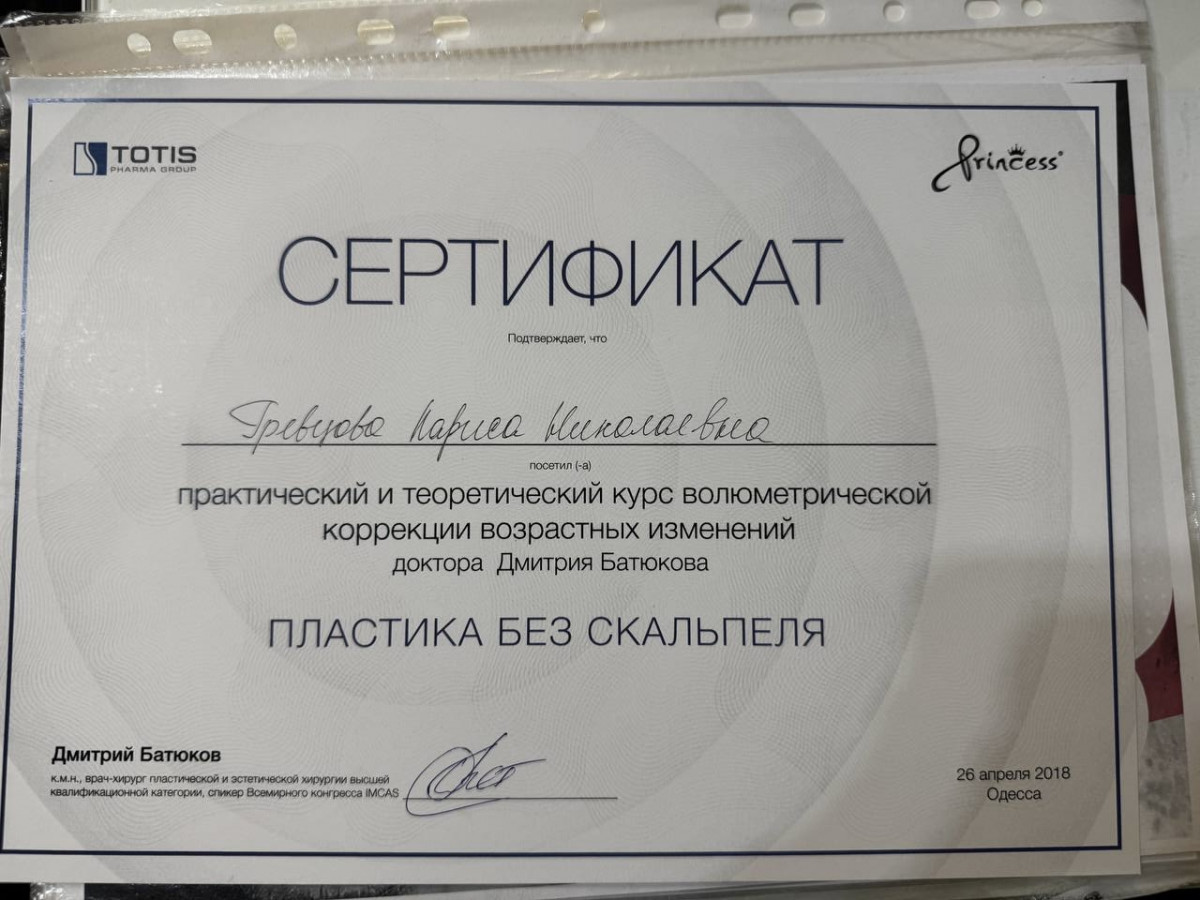 TOTIS
PHARMA GROUP
Princess®
СЕРТИФИКАТ
Подтверждает, что
Гревцова Лариса Николаевна
посетил (-а)
практический и теоретический курс волюметрической
коррекции возрастных изменений
доктора Дмитрия Батюкова
ПЛАСТИКА БЕЗ СКАЛЬПЕЛЯ
Дмитрий Батюков
к.м.н., врач-хирург пластической и эстетической хирургии высшей
квалификационной категории, спикер Всемирного конгресса IMCAS
26 апреля 2018
Одесса